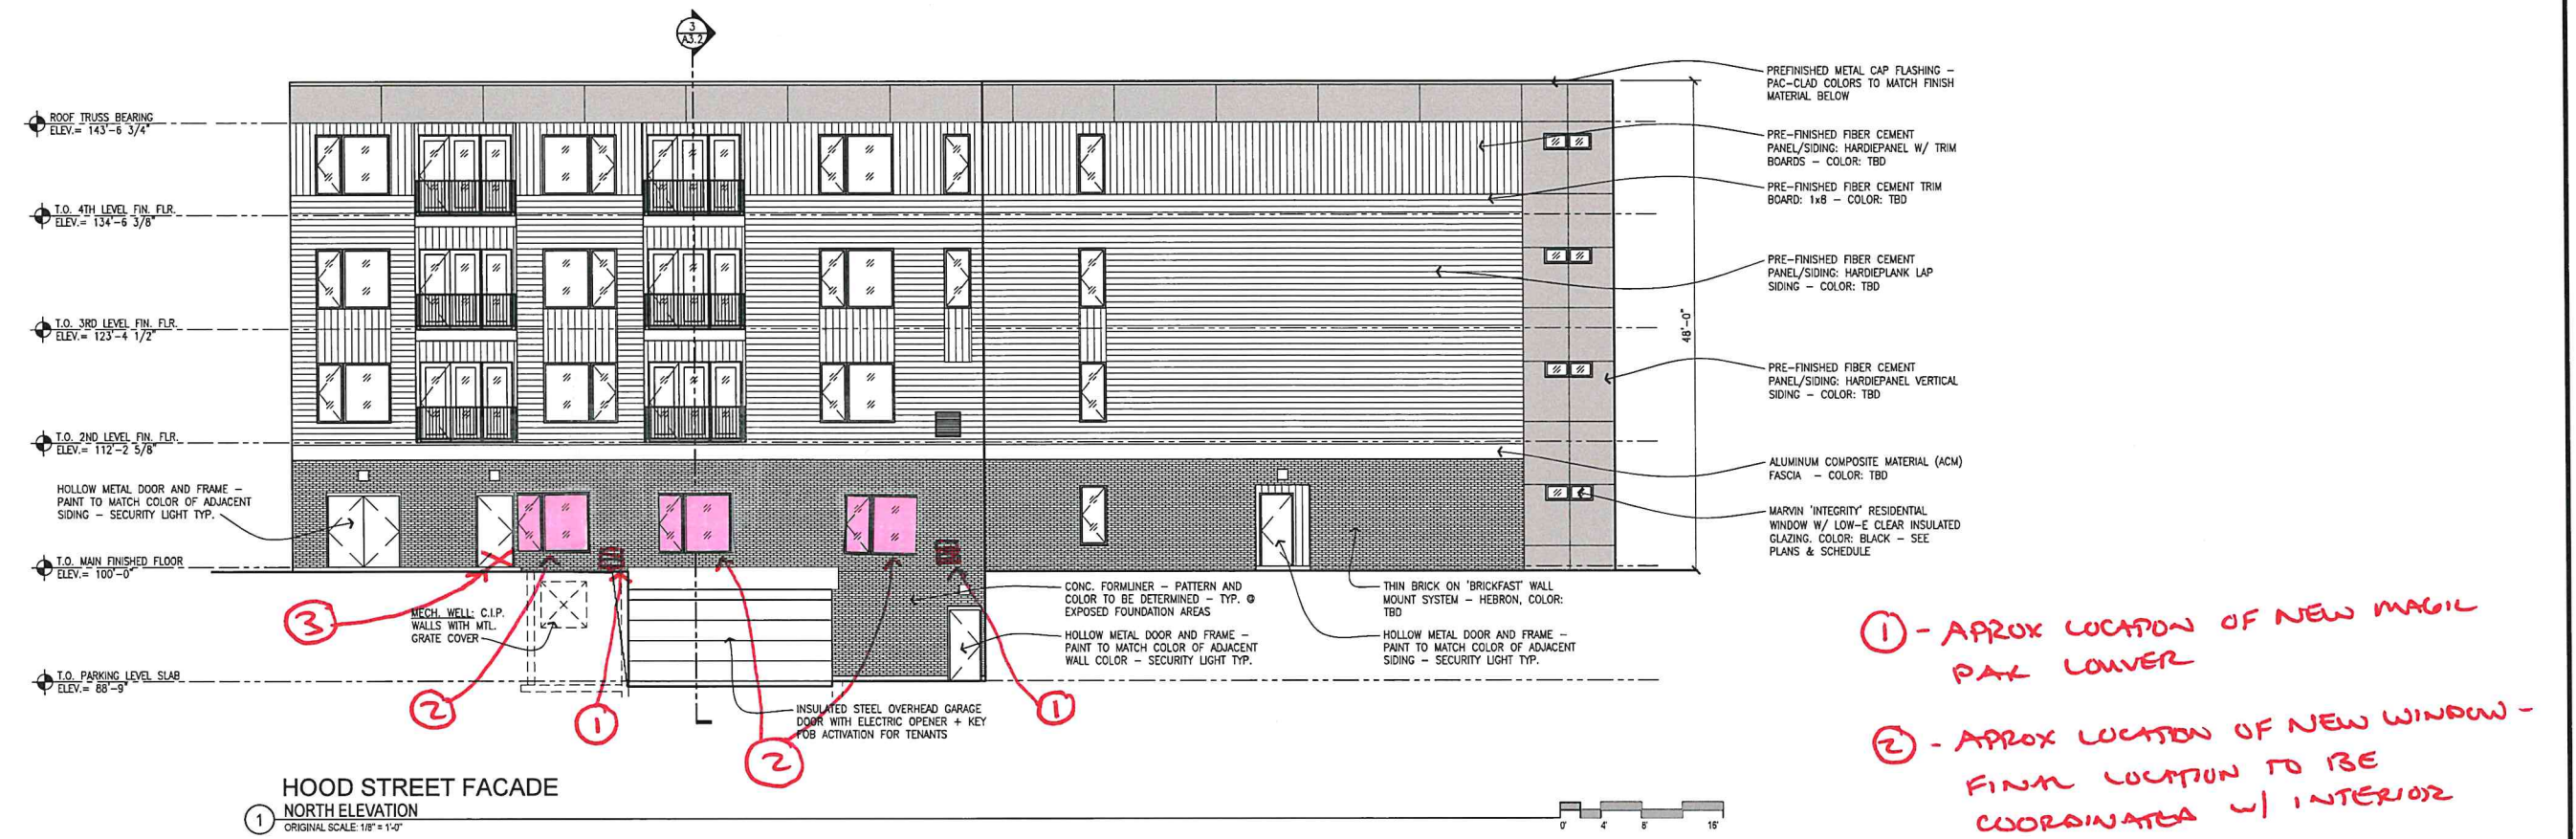 3
A3.2
ROOF TRUSS BEARING
ELEV.= 143'-6 3/4"
T.O. 4TH LEVEL FIN. FLR.
ELEV.= 134'-6 3/8"
T.O. 3RD LEVEL FIN. FLR.
ELEV.= 123'-4 1/2"
T.O. 2ND LEVEL FIN. FLR.
ELEV.= 112'-2 5/8"
HOLLOW METAL DOOR AND FRAME –
PAINT TO MATCH COLOR OF ADJACENT
SIDING – SECURITY LIGHT TYP.
T.O. MAIN FINISHED FLOOR
ELEV.= 100'-0"
T.O. PARKING LEVEL SLAB
ELEV.= 88'-9"
PREFINISHED METAL CAP FLASHING –
PAC-CLAD COLORS TO MATCH FINISH
MATERIAL BELOW
PRE-FINISHED FIBER CEMENT
PANEL/SIDING: HARDIEPANEL W/ TRIM
BOARDS – COLOR: TBD
PRE-FINISHED FIBER CEMENT TRIM
BOARD: 1x8 – COLOR: TBD
PRE-FINISHED FIBER CEMENT
PANEL/SIDING: HARDIEPLANK LAP
SIDING – COLOR: TBD
48'-0"
PRE-FINISHED FIBER CEMENT
PANEL/SIDING: HARDIEPANEL VERTICAL
SIDING – COLOR: TBD
ALUMINUM COMPOSITE MATERIAL (ACM)
FASCIA – COLOR: TBD
MARVIN 'INTEGRITY' RESIDENTIAL
WINDOW W/ LOW-E CLEAR INSULATED
GLAZING. COLOR: BLACK – SEE
PLANS & SCHEDULE
MECH. WELL: C.I.P.
WALLS WITH MTL.
GRATE COVER
CONC. FORMLINER – PATTERN AND
COLOR TO BE DETERMINED – TYP. @
EXPOSED FOUNDATION AREAS
HOLLOW METAL DOOR AND FRAME –
PAINT TO MATCH COLOR OF ADJACENT
WALL COLOR – SECURITY LIGHT TYP.
THIN BRICK ON 'BRICKFAST' WALL
MOUNT SYSTEM – HEBRON, COLOR:
TBD
HOLLOW METAL DOOR AND FRAME –
PAINT TO MATCH COLOR OF ADJACENT
SIDING – SECURITY LIGHT TYP.
INSULATED STEEL OVERHEAD GARAGE
DOOR WITH ELECTRIC OPENER + KEY
FOB ACTIVATION FOR TENANTS
3
2
1
2
1
1 - APROX LOCATION OF NEW MAGIC
PAK LOUVER
2 - APPROX LOCATION OF NEW WINDOW -
FINAL LOCATION TO BE
COORDINATED W/ INTERIOR
HOOD STREET FACADE
1 NORTH ELEVATION
ORIGINAL SCALE: 1/8" = 1'-0"
0' 4' 8' 16'